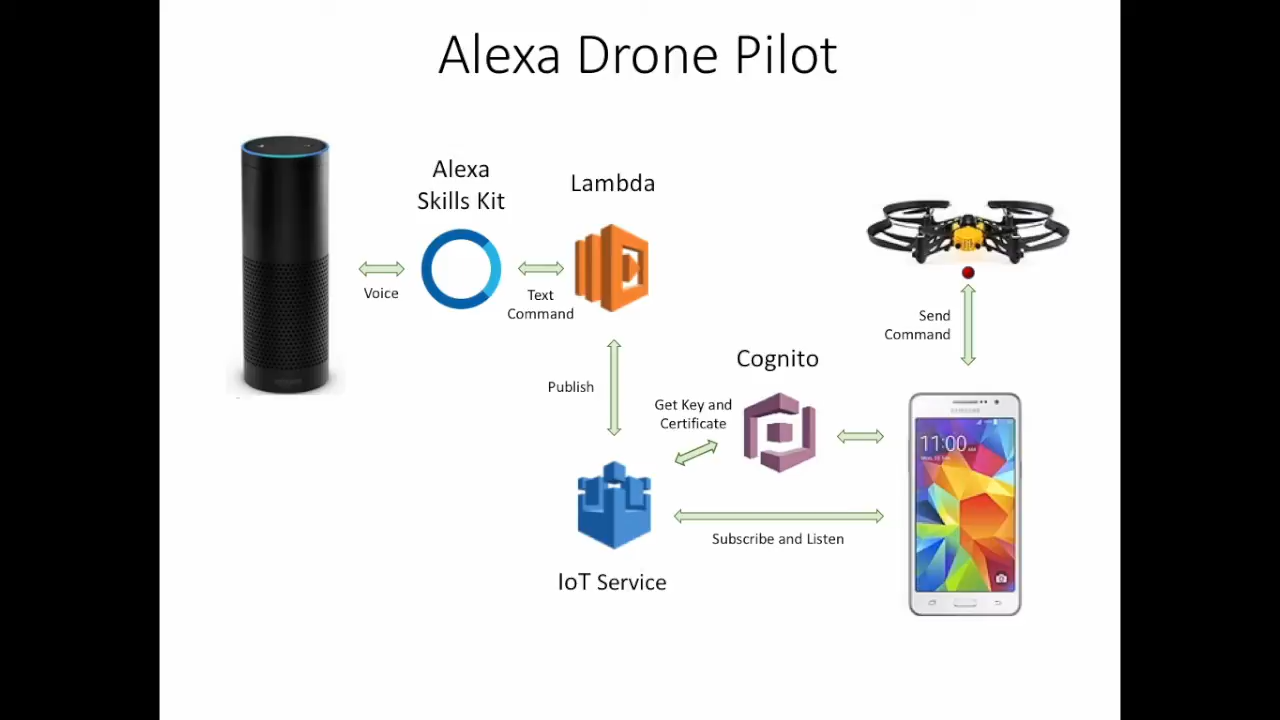 Alexa Drone Pilot
Alexa
Skills Kit
Lambda
Voice
Text
Command
Send
Command
Publish
Cognito
Get Key and
Certificate
SAMSUNG
11:00
Subscribe and Listen
IoT Service